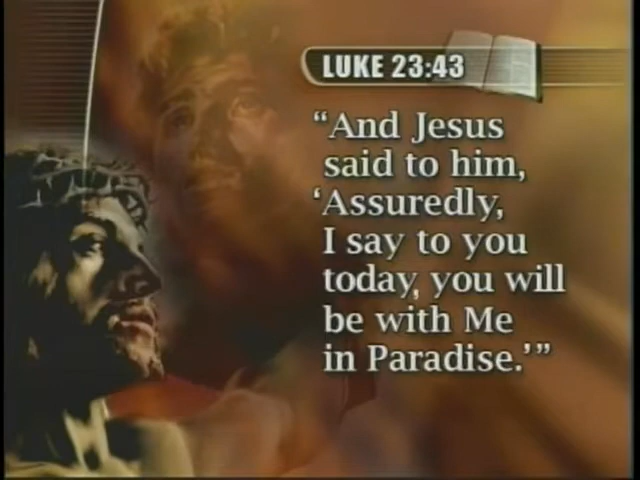 LUKE 23:43
“And Jesus
said to him,
‘Assuredly,
I say to you
today, you will
be with Me
in Paradise.’”